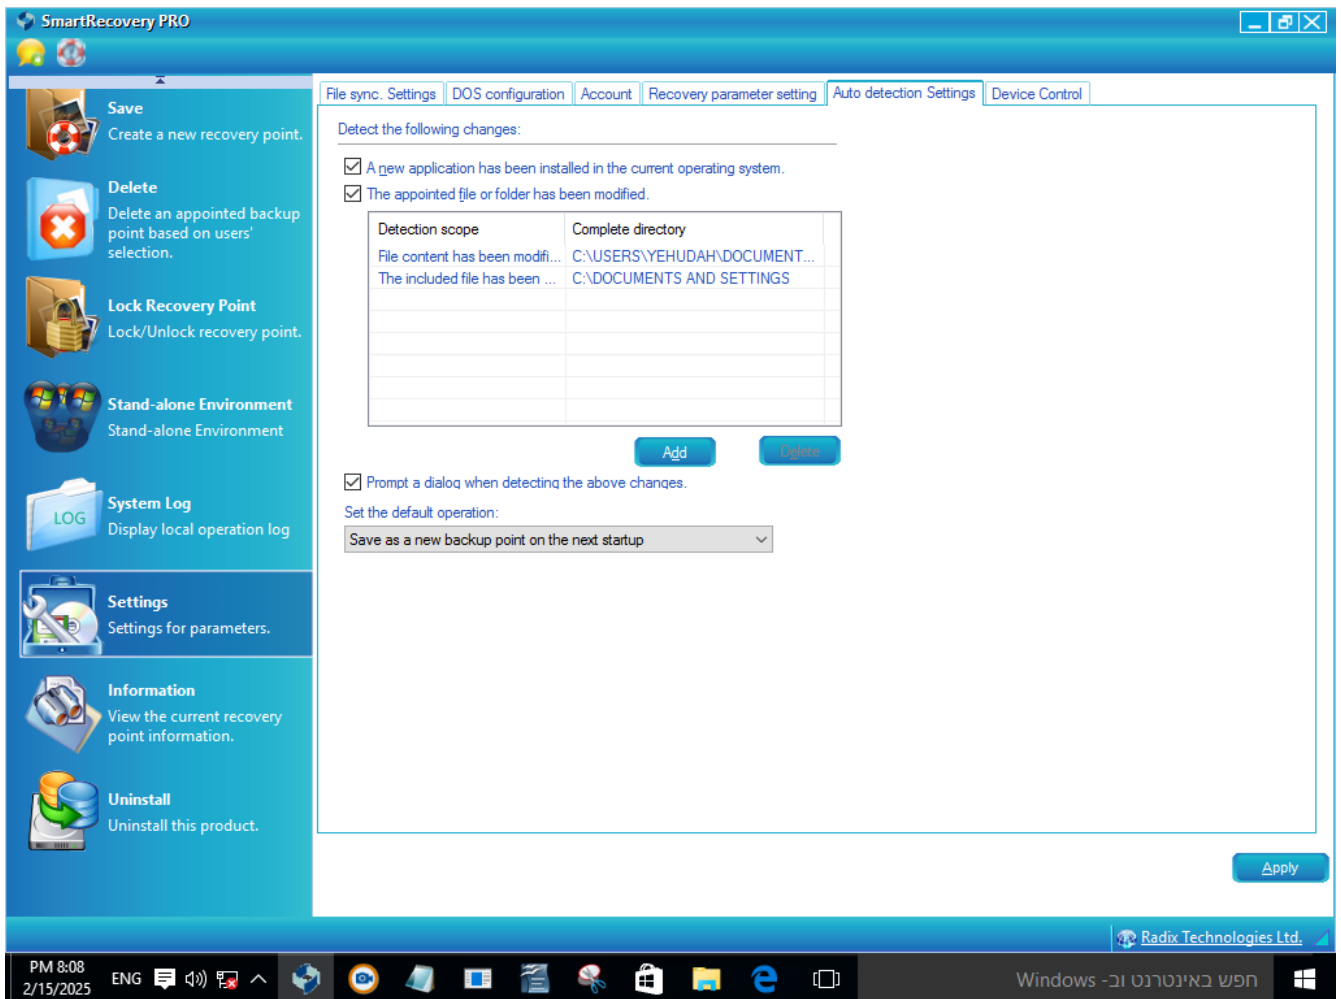 SmartRecovery PRO
Save
Create a new recovery point.
Delete
Delete an appointed backup
point based on users'
selection.
Lock Recovery Point
Lock/Unlock recovery point.
Stand-alone Environment
Stand-alone Environment
LOG
System Log
Display local operation log
Settings
Settings for parameters.
Information
View the current recovery
point information.
Uninstall
Uninstall this product.
File sync. Settings
DOS configuration
Account
Recovery parameter setting
Auto detection Settings
Device Control
Detect the following changes:
A new application has been installed in the current operating system.
The appointed file or folder has been modified.
Detection scope Complete directory
File content has been modifi... C:\USERS\YEHUDAH\DOCUMENT...
The included file has been ... C:\DOCUMENTS AND SETTINGS
Add
Delete
Prompt a dialog when detecting the above changes.
Set the default operation:
Save as a new backup point on the next startup
Apply
Radix Technologies Ltd.
PM 8:08
2/15/2025
ENG
חפש באינטרנט וב- Windows